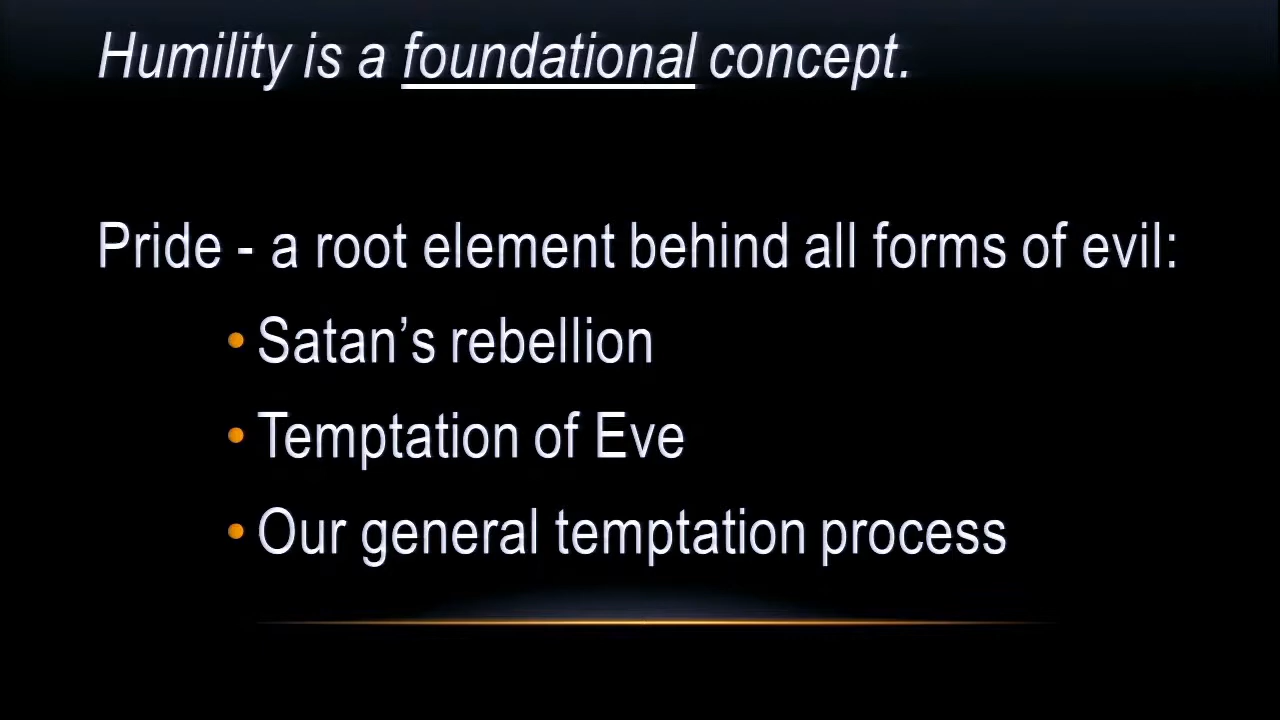 Humility is a foundational concept.
Pride - a root element behind all forms of evil:
• Satan’s rebellion
• Temptation of Eve
• Our general temptation process